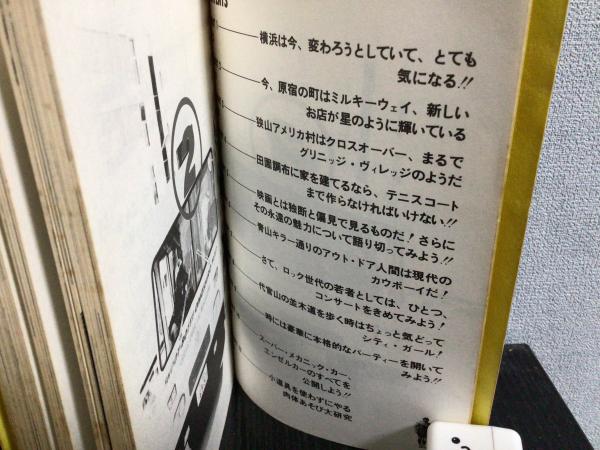 横浜は今、変わろうとしていて、とても
気になる!!
今、原宿の町はミルキーウェイ、新しい
お店が星のように輝いている
狭山アメリカ村はクロスオーバー、まるで
グリニッジ・ヴィレッジのようだ
田園調布に家を建てるなら、テニスコート
まで作らなければいけない!!
映画とは独断と偏見で見るものだ!さらに
その永遠の魅力について語り切ってみよう!!
青山キラー通りのアウト・ドア人間は現代の
カウボーイだ!
さて、ロック世代の若者としては、ひとつ、
コンサートをきめてみよう!
代官山の並木道を歩く時はちょっと気どって
シティ・ガール!
時には豪華に本格的なパーティーを開いて
みよう!!
スーパー・メカニック・カー、
エンゼルカーのすべてを
公開しよう!!
小道具を使わずにやる
肉体あそび大研究
2